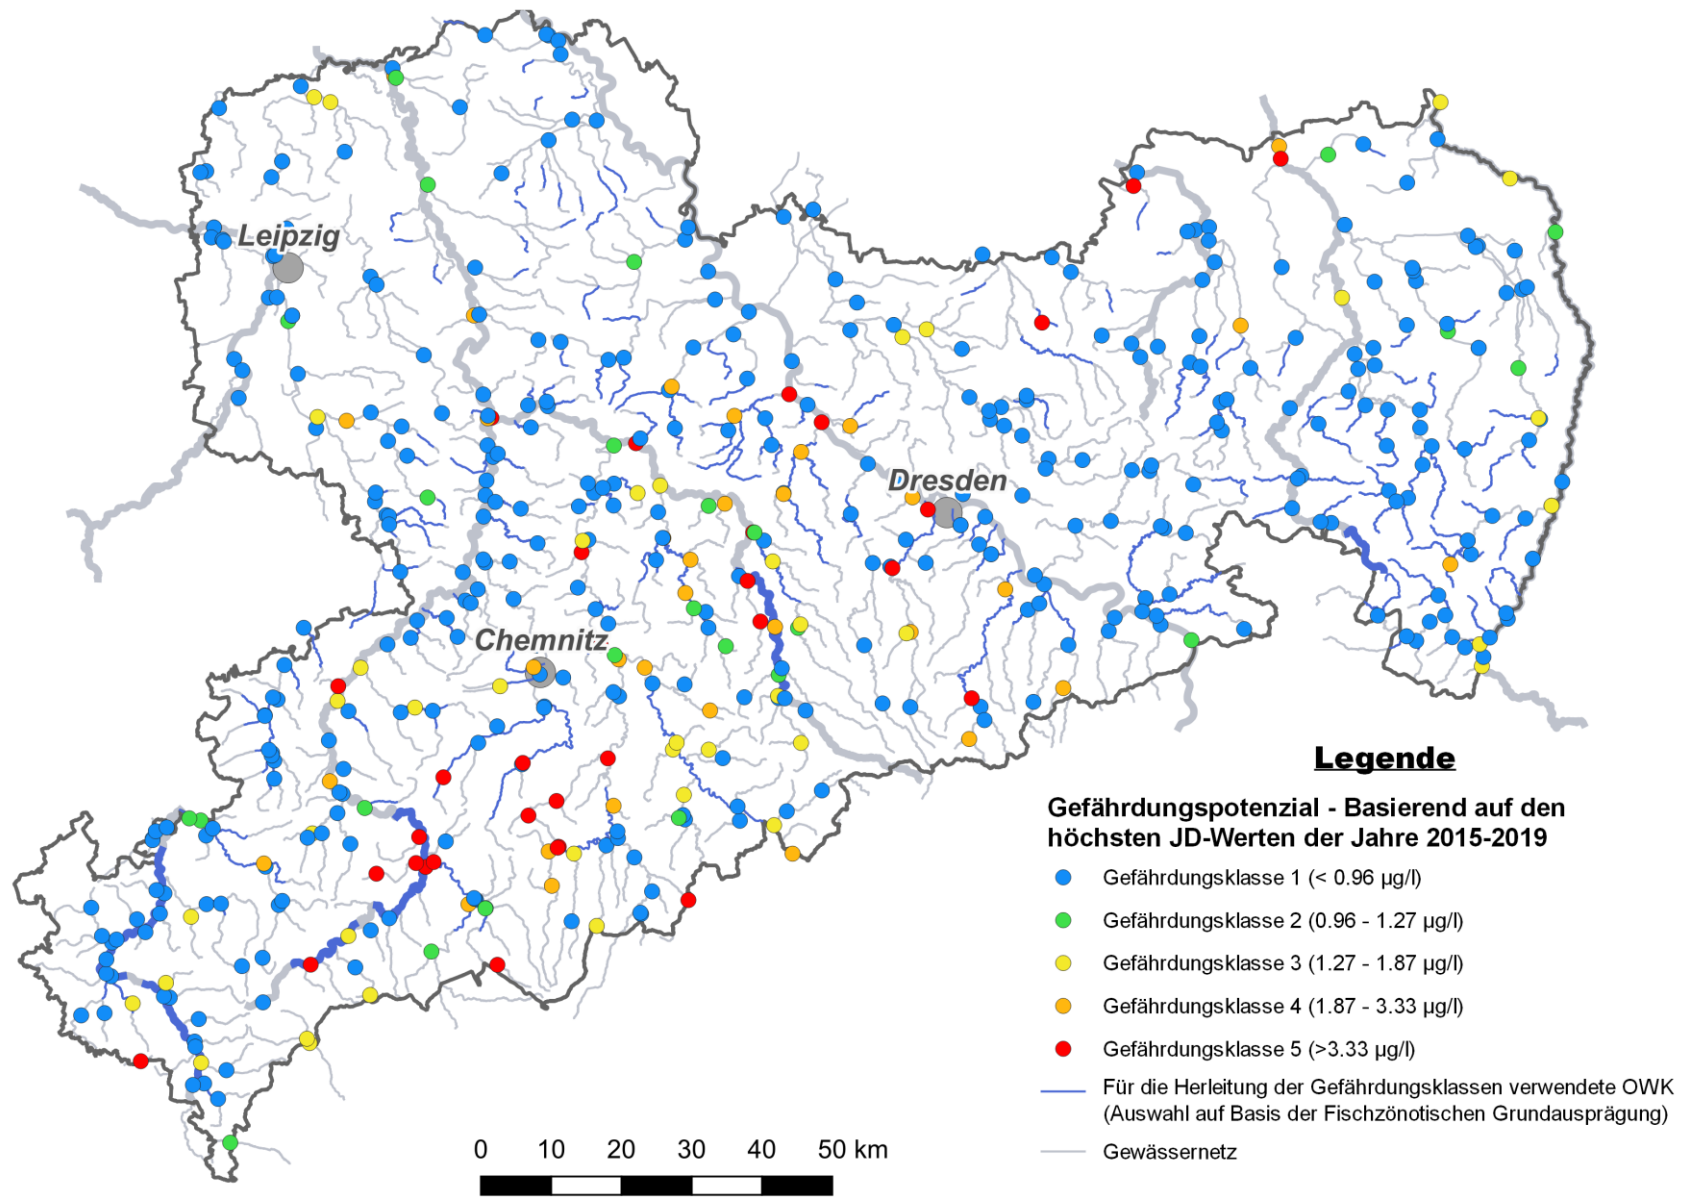 Leipzig
Dresden
Chemnitz
Legende
Gefährdungspotenzial - Basierend auf den
höchsten JD-Werten der Jahre 2015-2019
Gefährdungsklasse 1 (< 0.96 µg/l)
Gefährdungsklasse 2 (0.96 - 1.27 µg/l)
Gefährdungsklasse 3 (1.27 - 1.87 µg/l)
Gefährdungsklasse 4 (1.87 - 3.33 µg/l)
Gefährdungsklasse 5 (>3.33 µg/l)
Für die Herleitung der Gefährdungsklassen verwendete OWK
(Auswahl auf Basis der Fischzönotischen Grundausprägung)
Gewässernetz
0 10 20 30 40 50 km